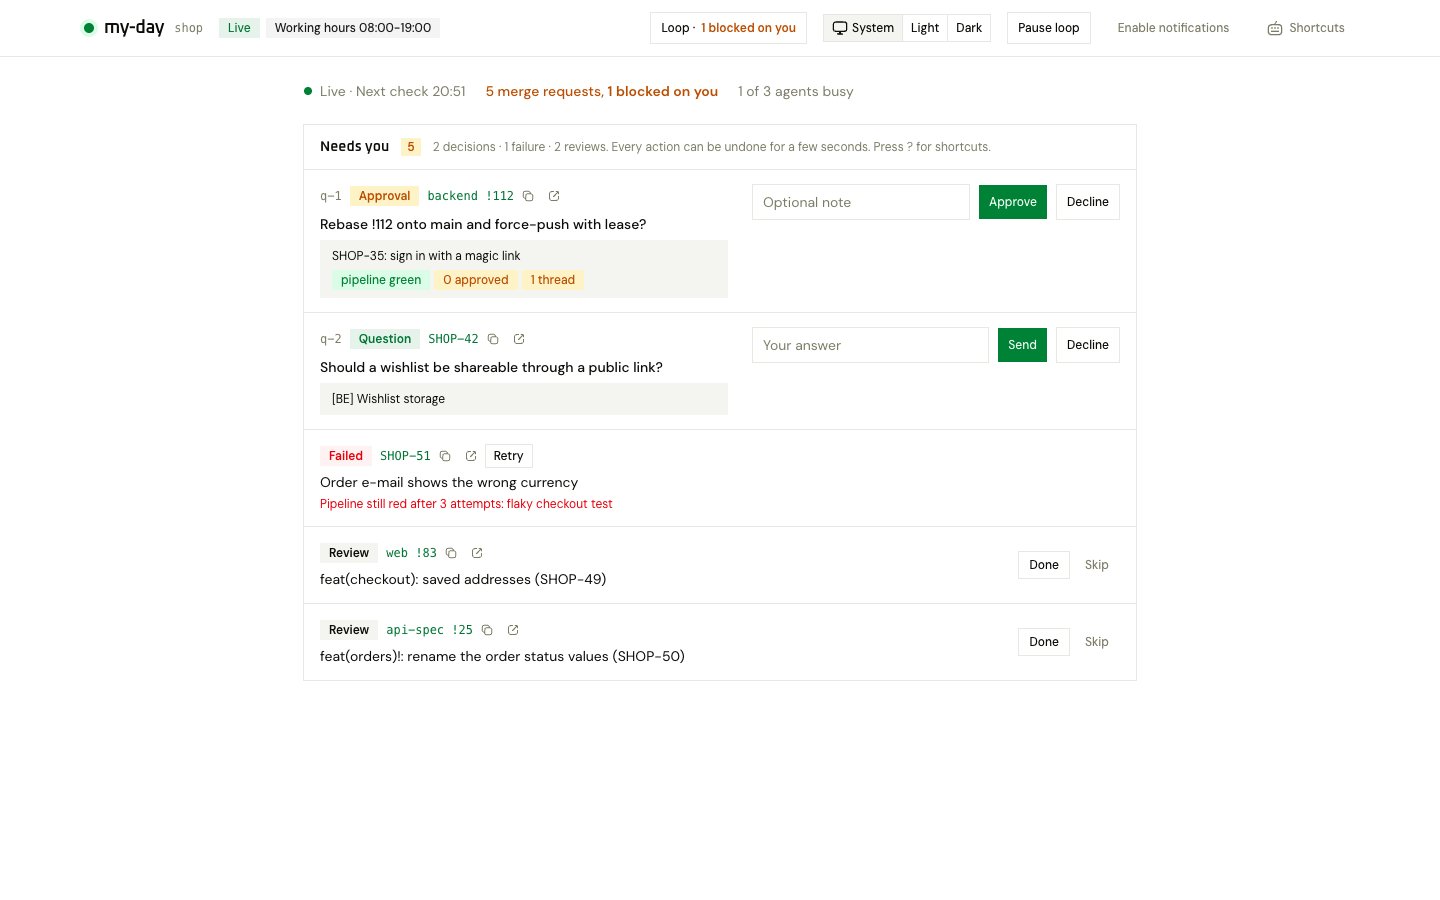 my-day shop Live Working hours 08:00-19:00 Loop · 1 blocked on you System Light Dark Pause loop Enable notifications Shortcuts
Live · Next check 20:51 5 merge requests, 1 blocked on you 1 of 3 agents busy
Needs you 5 2 decisions · 1 failure · 2 reviews. Every action can be undone for a few seconds. Press ? for shortcuts.
q-1 Approval backend !112
Optional note Approve Decline
Rebase !112 onto main and force-push with lease?
SHOP-35: sign in with a magic link
pipeline green 0 approved 1 thread
q-2 Question SHOP-42
Your answer Send Decline
Should a wishlist be shareable through a public link?
[BE] Wishlist storage
Failed SHOP-51 Retry
Order e-mail shows the wrong currency
Pipeline still red after 3 attempts: flaky checkout test
Review web !83
Done Skip
feat(checkout): saved addresses (SHOP-49)
Review api-spec !25
Done Skip
feat(orders)!: rename the order status values (SHOP-50)